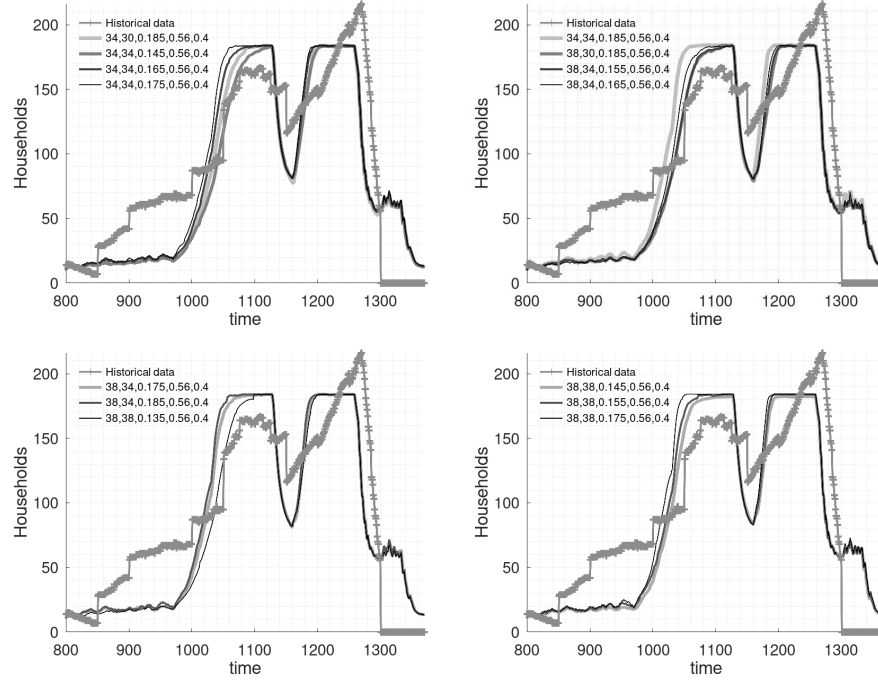 200
150
100
50
0
Households
Historical data
34,30,0.185,0.56,0.4
34,34,0.145,0.56,0.4
34,34,0.165,0.56,0.4
34,34,0.175,0.56,0.4
800 900 1000 1100 1200 1300
time
200
150
100
50
0
Households
Historical data
34,34,0.185,0.56,0.4
38,30,0.185,0.56,0.4
38,34,0.155,0.56,0.4
38,34,0.165,0.56,0.4
800 900 1000 1100 1200 1300
time
200
150
100
50
0
Households
Historical data
38,34,0.175,0.56,0.4
38,34,0.185,0.56,0.4
38,38,0.135,0.56,0.4
800 900 1000 1100 1200 1300
time
200
150
100
50
0
Households
Historical data
38,38,0.145,0.56,0.4
38,38,0.155,0.56,0.4
38,38,0.175,0.56,0.4
800 900 1000 1100 1200 1300
time